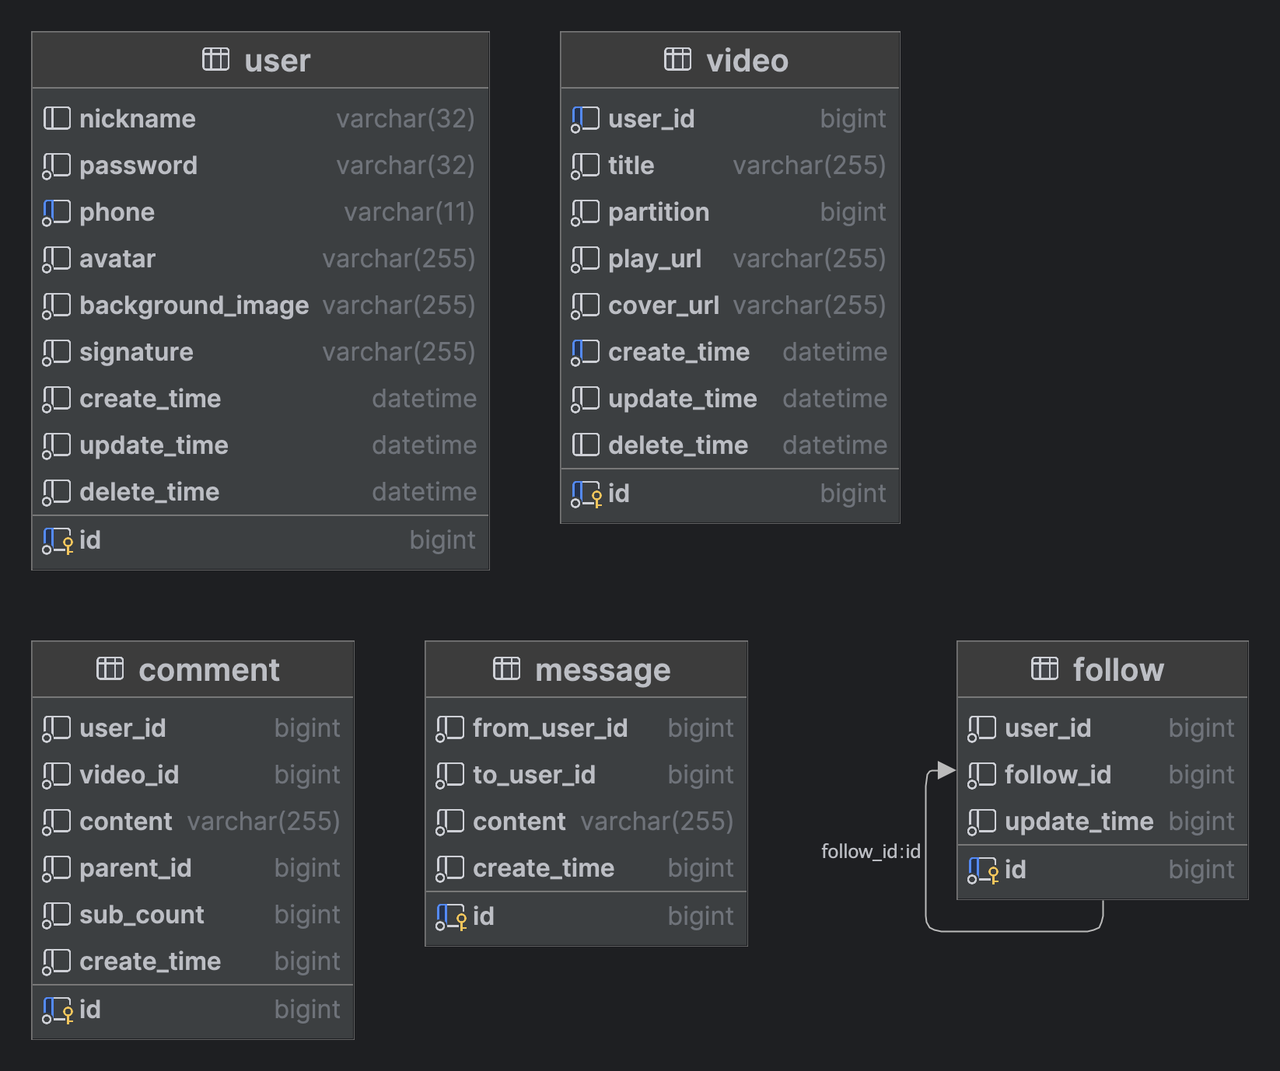 user
nickname varchar(32)
password varchar(32)
phone varchar(11)
avatar varchar(255)
background_image varchar(255)
signature varchar(255)
create_time datetime
update_time datetime
delete_time datetime
id bigint
video
user_id bigint
title varchar(255)
partition bigint
play_url varchar(255)
cover_url varchar(255)
create_time datetime
update_time datetime
delete_time datetime
id bigint
comment
user_id bigint
video_id bigint
content varchar(255)
parent_id bigint
sub_count bigint
create_time bigint
id bigint
message
from_user_id bigint
to_user_id bigint
content varchar(255)
create_time bigint
id bigint
follow_id:id
follow
user_id bigint
follow_id bigint
update_time bigint
id bigint